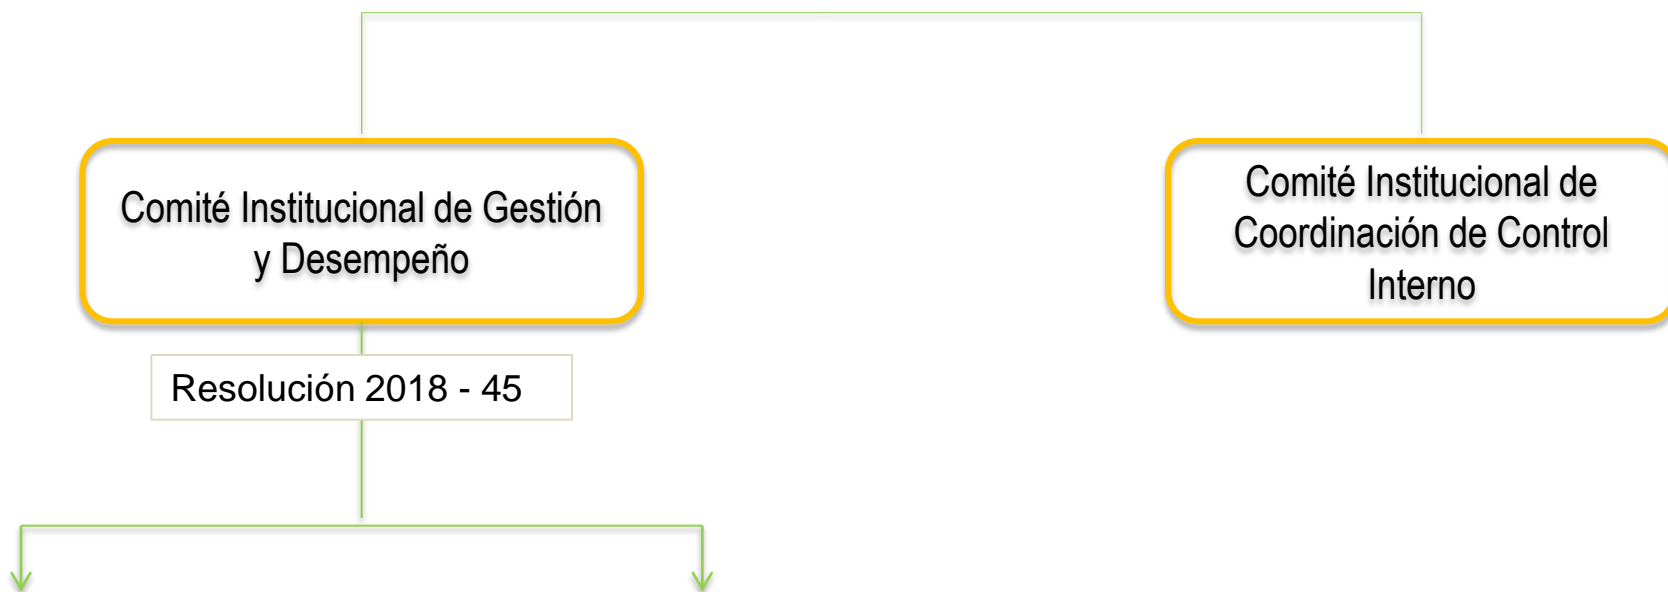 Comité Institucional de Gestión
y Desempeño
Comité Institucional de
Coordinación de Control
Interno
Resolución 2018 - 45